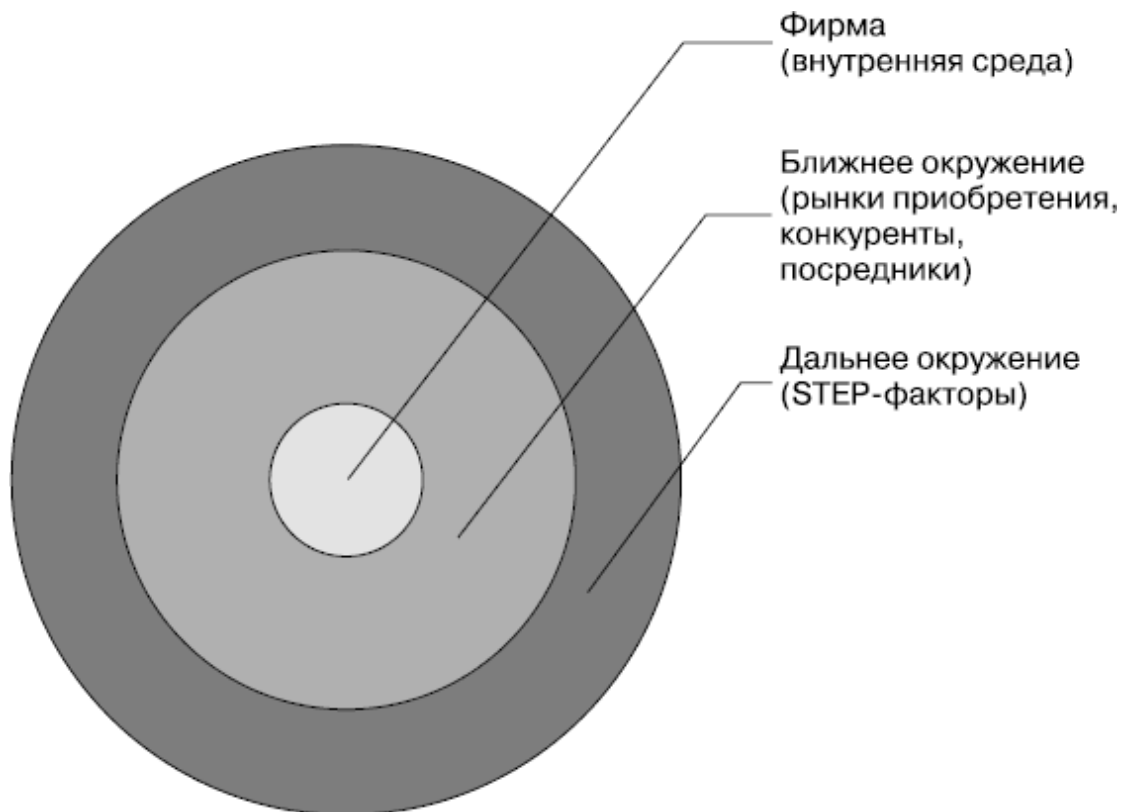 Фирма
(внутренняя среда)
Ближнее окружение
(рынки приобретения,
конкуренты,
посредники)
Дальнее окружение
(STEP-факторы)